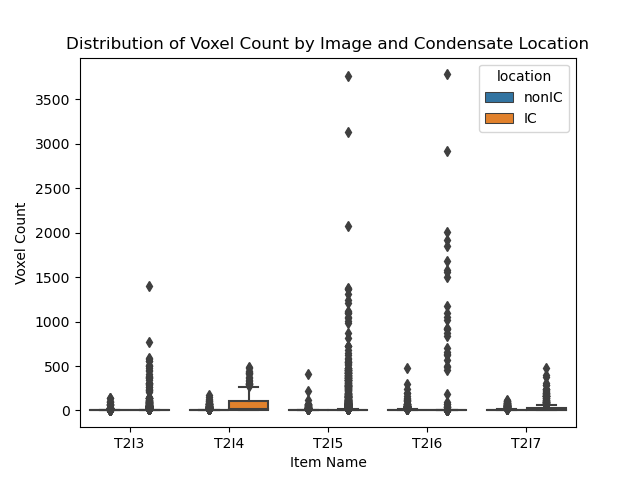 Distribution of Voxel Count by Image and Condensate Location
location
nonIC
IC
3500
3000
2500
2000
1500
1000
500
0
Voxel Count
T2I3 T2I4 T2I5 T2I6 T2I7
Item Name